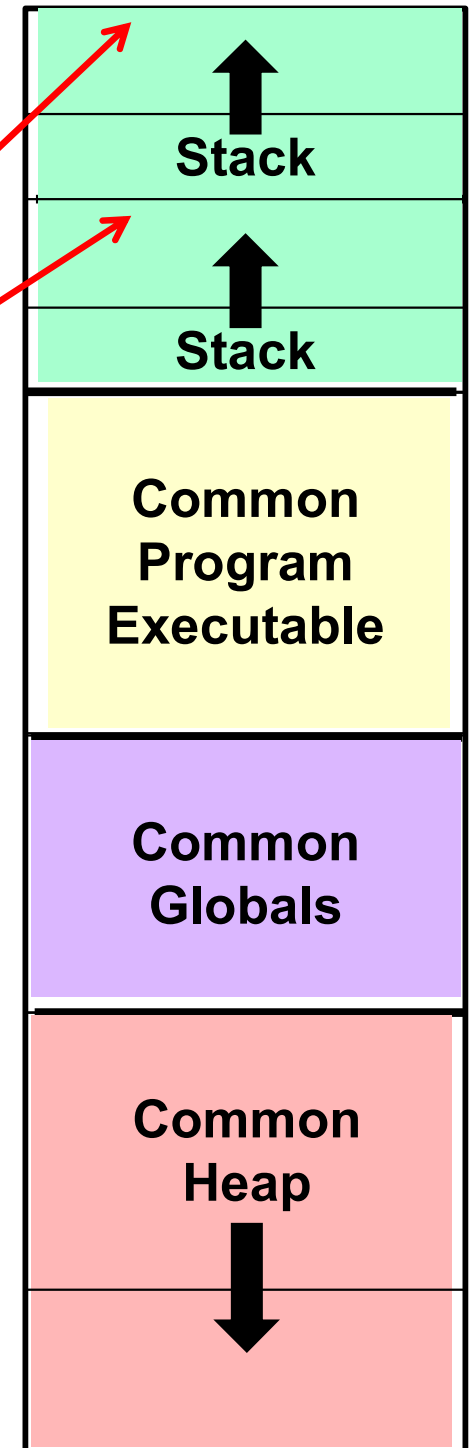 Stack
Stack
Common
Program
Executable
Common
Globals
Common
Heap